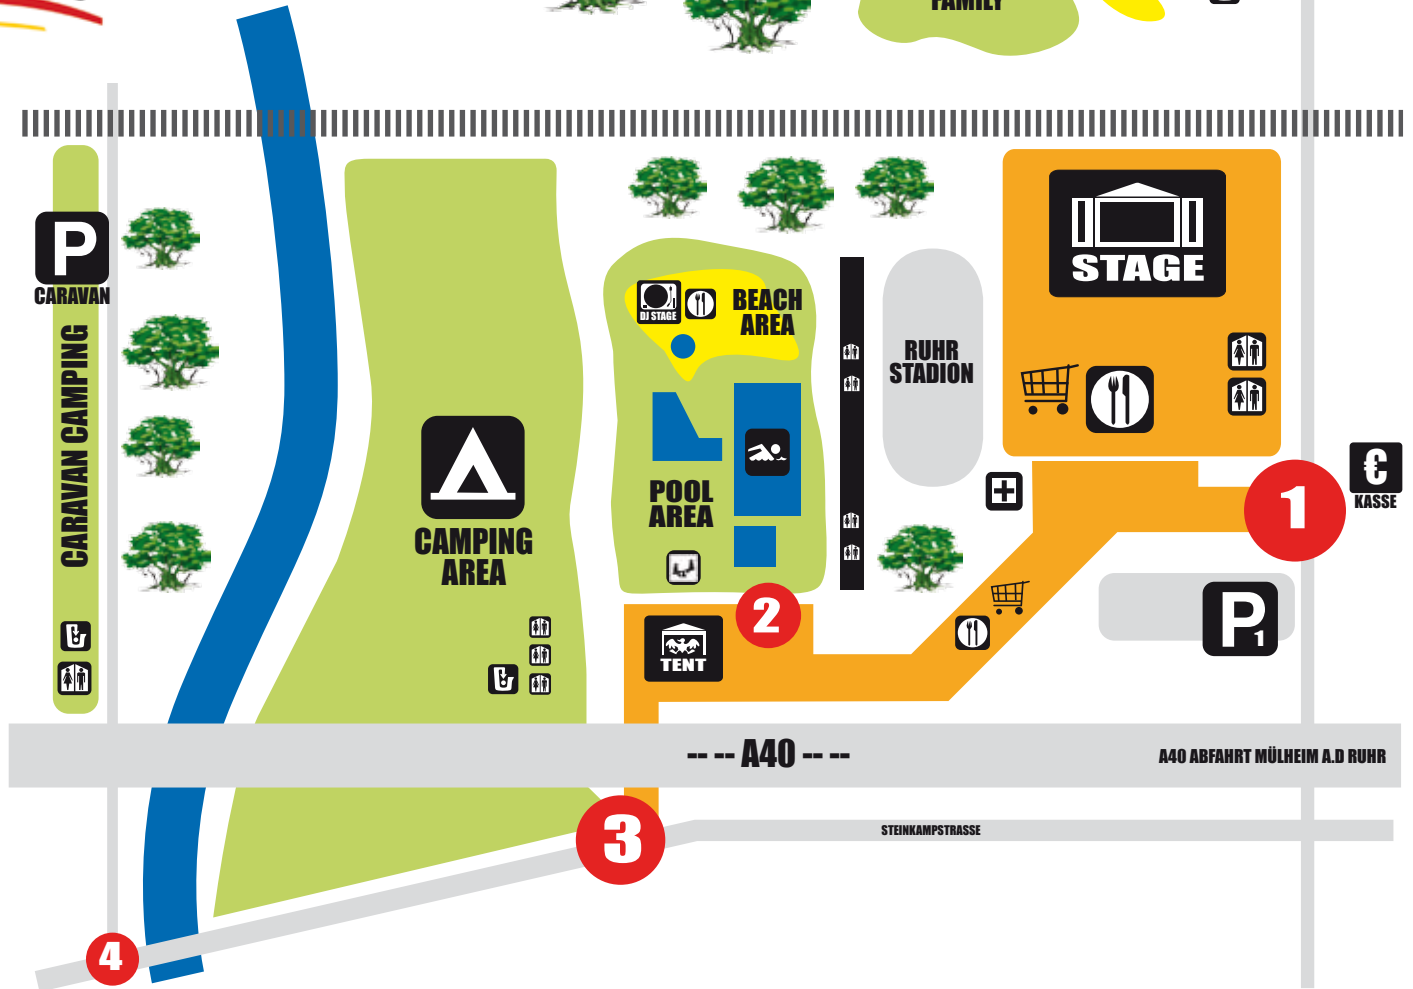 FAMILY
STAGE
P
CARAVAN
CARAVAN CAMPING
DJ STAGE
BEACH
AREA
RUHR
STADION
€
KASSE
1
POOL
AREA
CAMPING
AREA
2
TENT
P1
-- -- A40 -- --
A40 ABFAHRT MÜLHEIM A.D RUHR
3
STEINKAMPSTRASSE
4